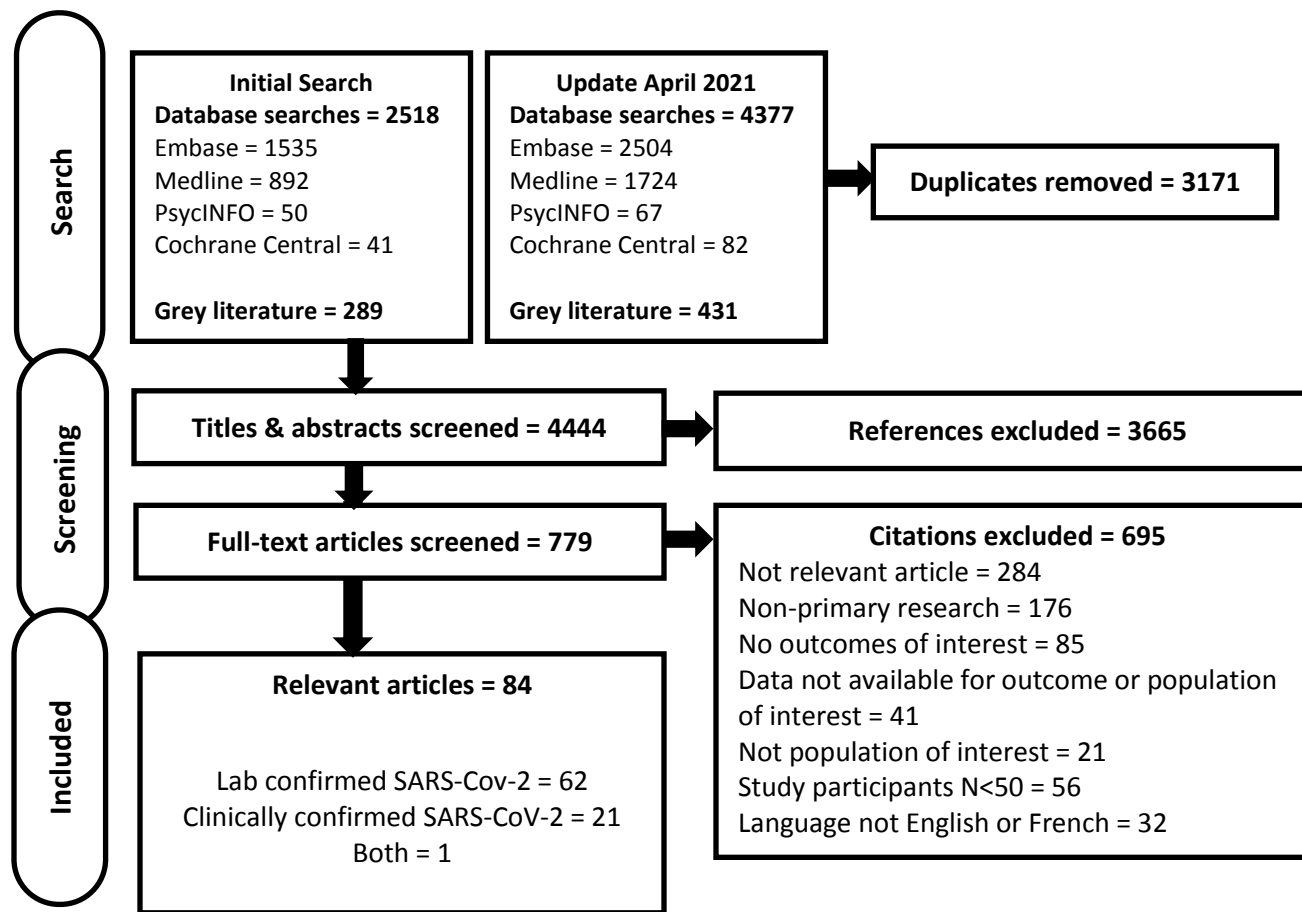 Search
Initial Search
Database searches = 2518
Embase = 1535
Medline = 892
PsycINFO = 50
Cochrane Central = 41
Grey literature = 289
Update April 2021
Database searches = 4377
Embase = 2504
Medline = 1724
PsycINFO = 67
Cochrane Central = 82
Grey literature = 431
Duplicates removed = 3171
Screening
Titles & abstracts screened = 4444
References excluded = 3665
Full-text articles screened = 779
Citations excluded = 695
Not relevant article = 284
Non-primary research = 176
No outcomes of interest = 85
Data not available for outcome or population
of interest = 41
Not population of interest = 21
Study participants N<50 = 56
Language not English or French = 32
Included
Relevant articles = 84
Lab confirmed SARS-Cov-2 = 62
Clinically confirmed SARS-CoV-2 = 21
Both = 1